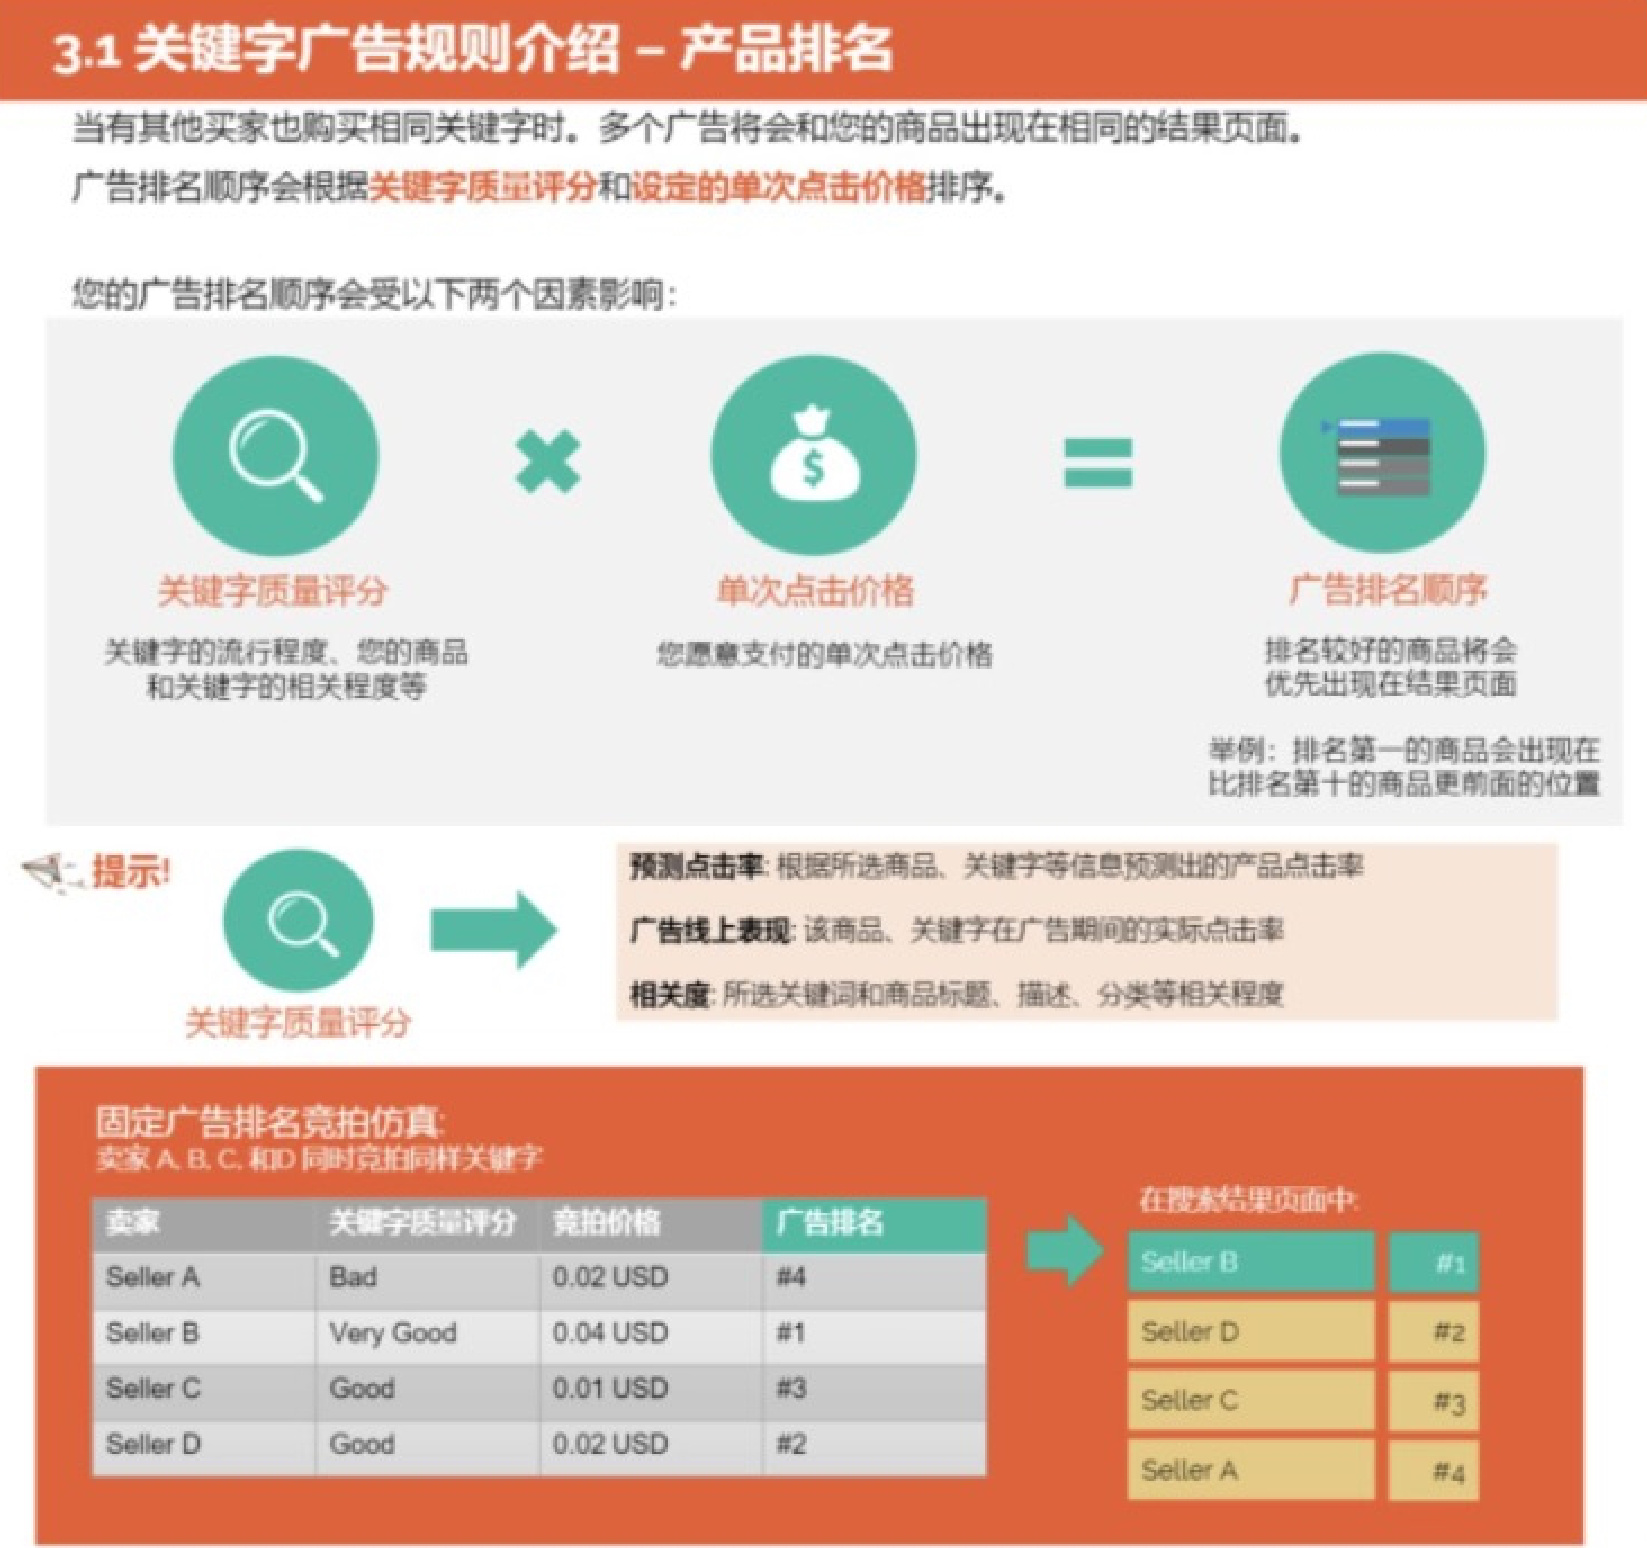 3.1 关键字广告规则介绍 – 产品排名
当有其他买家也购买相同关键字时。多个广告将会和您的商品出现在相同的结果页面。
广告排名顺序会根据关键字质量评分和设定的单次点击价格排序。
您的广告排名顺序会受以下两个因素影响：
$
关键字质量评分
关键字的流行程度、您的商品
和关键字的相关程度等
单次点击价格
您愿意支付的单次点击价格
广告排名顺序
排名较好的商品将会
优先出现在结果页面
举例：排名第一的商品会出现在
比排名第十的商品更前面的位置
提示!
关键字质量评分
预测点击率: 根据所选商品、关键字等信息预测出的产品点击率
广告线上表现: 该商品、关键字在广告期间的实际点击率
相关度: 所选关键词和商品标题、描述、分类等相关程度
固定广告排名竞拍仿真:
卖家 A, B, C, 和D 同时竞拍同样关键字
卖家 关键字质量评分 竞拍价格 广告排名
Seller A Bad 0.02 USD #4
Seller B Very Good 0.04 USD #1
Seller C Good 0.01 USD #3
Seller D Good 0.02 USD #2
在搜索结果页面中:
Seller B #1
Seller D #2
Seller C #3
Seller A #4